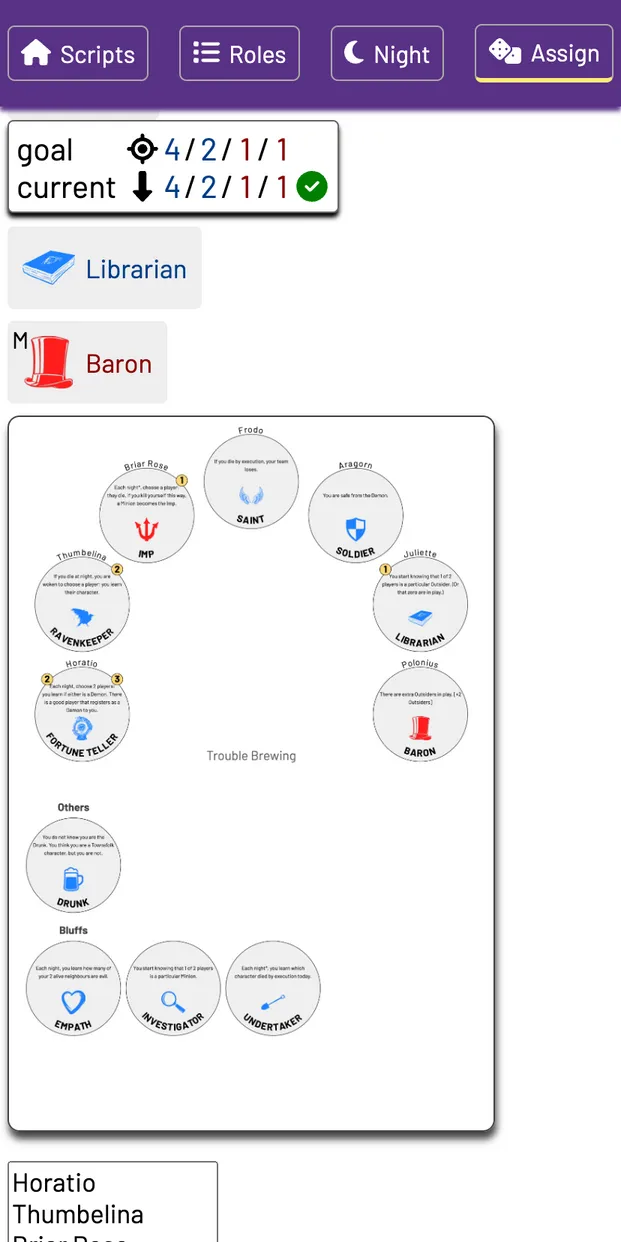 Scripts
Roles
Night
Assign
goal 4/2/1/1
current 4/2/1/1
Librarian
M
Baron
Frodo
If you die by execution, your team
loses.
SAINT
Briar Rose
1
Each night*, choose a player:
they die. If you kill yourself this way,
a Minion becomes the Imp.
IMP
Aragorn
You are safe from the Demon.
SOLDIER
Thumbelina
2
If you die at night, you are
woken to choose a player: you learn
their character.
RAVENKEEPER
Juliette
1
You start knowing that 1 of 2
players is a particular Outsider. (Or
that zero are in play.)
LIBRARIAN
Horatio
2
3
Each night, choose 2 players:
you learn if either is a Demon. There
is a good player that registers as a
Demon to you.
FORTUNE TELLER
Polonius
There are extra Outsiders in play. [+2
Outsiders]
BARON
Trouble Brewing
Others
You do not know you are the
Drunk. You think you are a Townsfolk
character, but you are not.
DRUNK
Bluffs
Each night, you learn how many of
your 2 alive neighbours are evil.
EMPATH
You start knowing that 1 of 2 players
is a particular Minion.
INVESTIGATOR
Each night*, you learn which
character died by execution today.
UNDERTAKER
Horatio
Thumbelina
Briar Rose